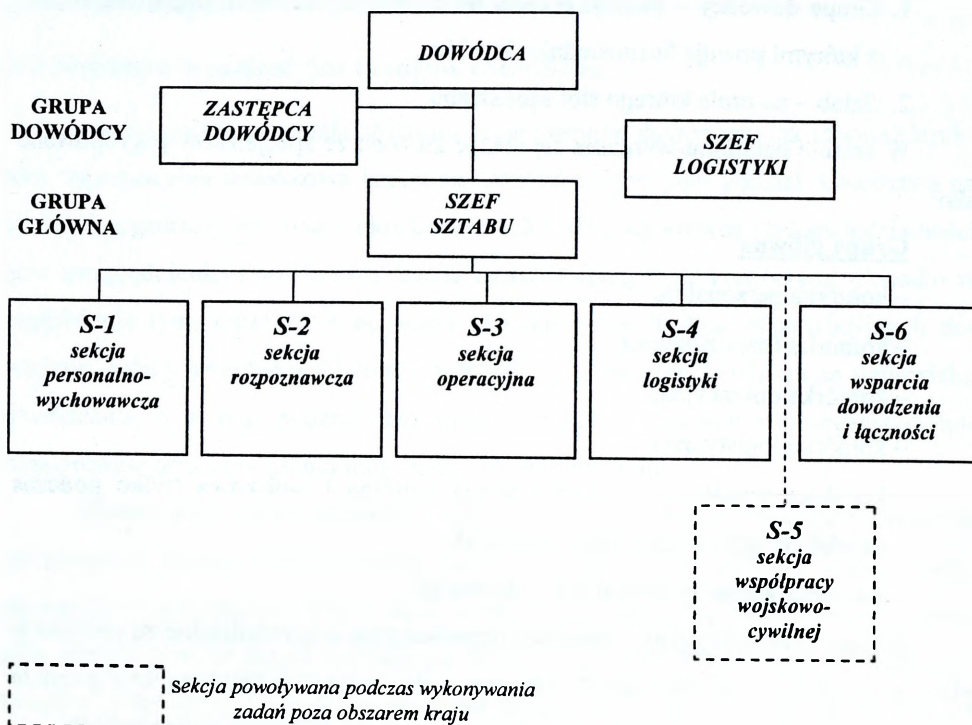 DOWÓDCA
GRUPA
DOWÓDCY
ZASTĘPCA
DOWÓDCY
SZEF
LOGISTYKI
GRUPA
GŁÓWNA
SZEF
SZTABU
S-1
sekcja
personalno-
wychowawcza
S-2
sekcja
rozpoznawcza
S-3
sekcja
operacyjna
S-4
sekcja
logistyki
S-6
sekcja
wsparcia
dowodzenia
i łączności
S-5
sekcja
współpracy
wojskowo-
cywilnej
sekcja powoływana podczas wykonywania
zadań poza obszarem kraju